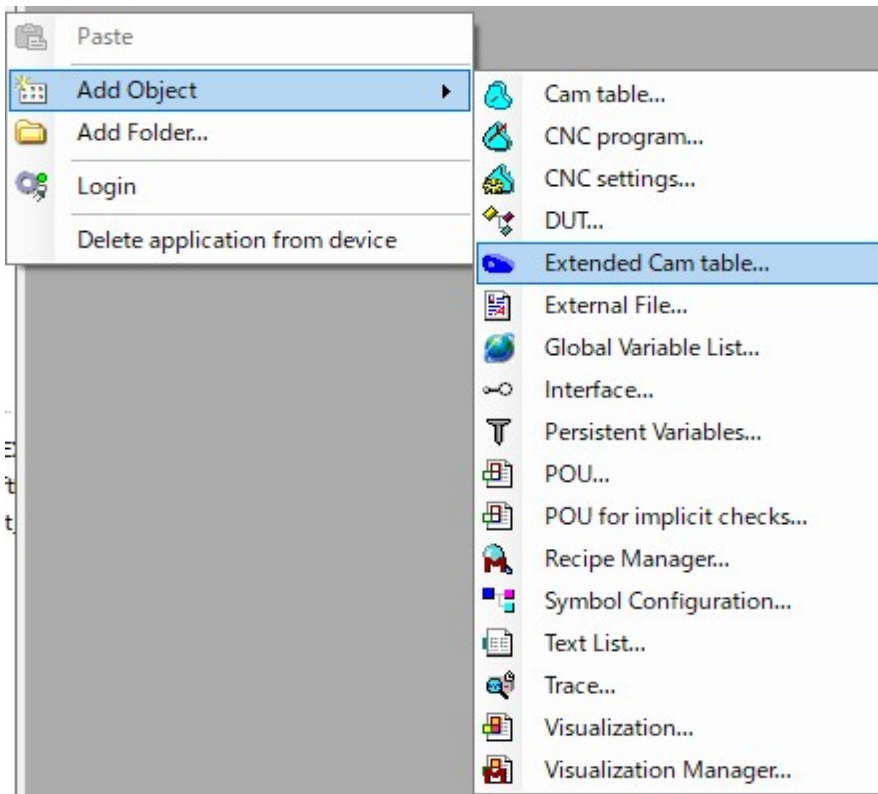 Paste
Add Object
Add Folder...
Login
Delete application from device
Cam table...
CNC program...
CNC settings...
DUT...
Extended Cam table...
External File...
Global Variable List...
Interface...
Persistent Variables...
POU...
POU for implicit checks...
Recipe Manager...
Symbol Configuration...
Text List...
Trace...
Visualization...
Visualization Manager...